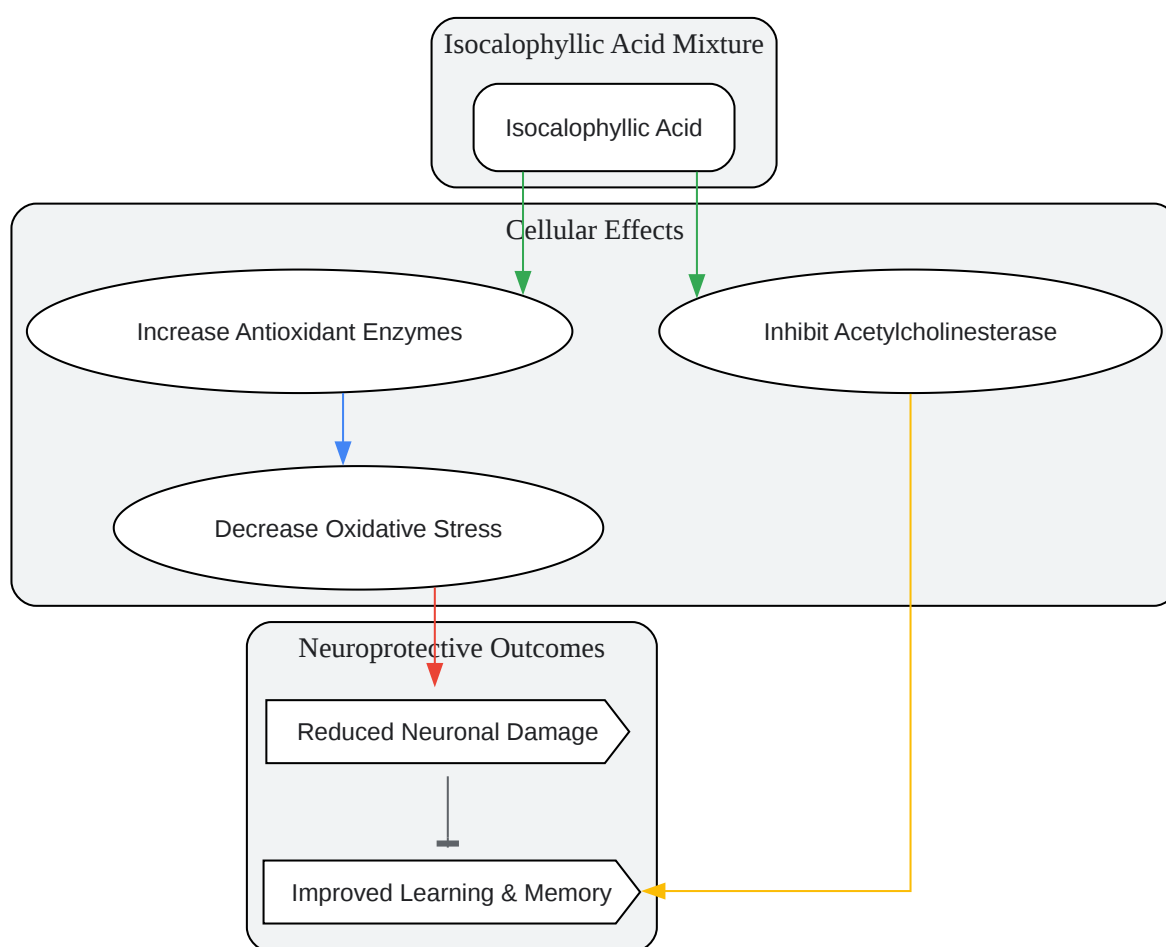 Isocalophyllic Acid Mixture
Isocalophyllic Acid
Cellular Effects
Increase Antioxidant Enzymes
Inhibit Acetylcholinesterase
Decrease Oxidative Stress
Neuroprotective Outcomes
Reduced Neuronal Damage
Improved Learning & Memory